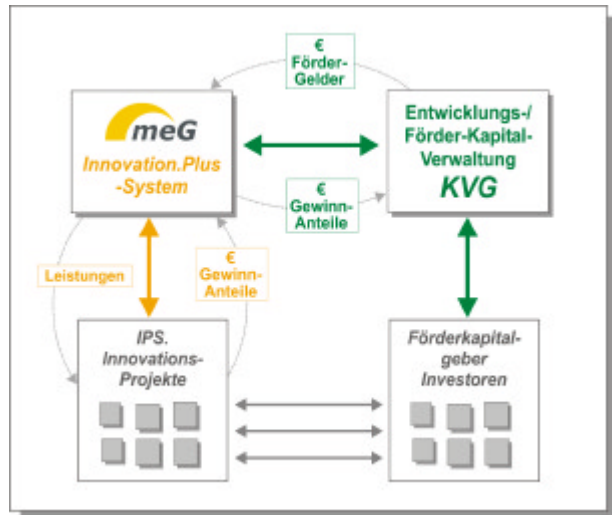 €
Förder-
Gelder
meG
Innovation.Plus
-System
Entwicklungs-/
Förder-Kapital-
Verwaltung
KVG
€
Gewinn-
Anteile
Leistungen
€
Gewinn-
Anteile
IPS.
Innovations-
Projekte
Förderkapital-
geber
Investoren